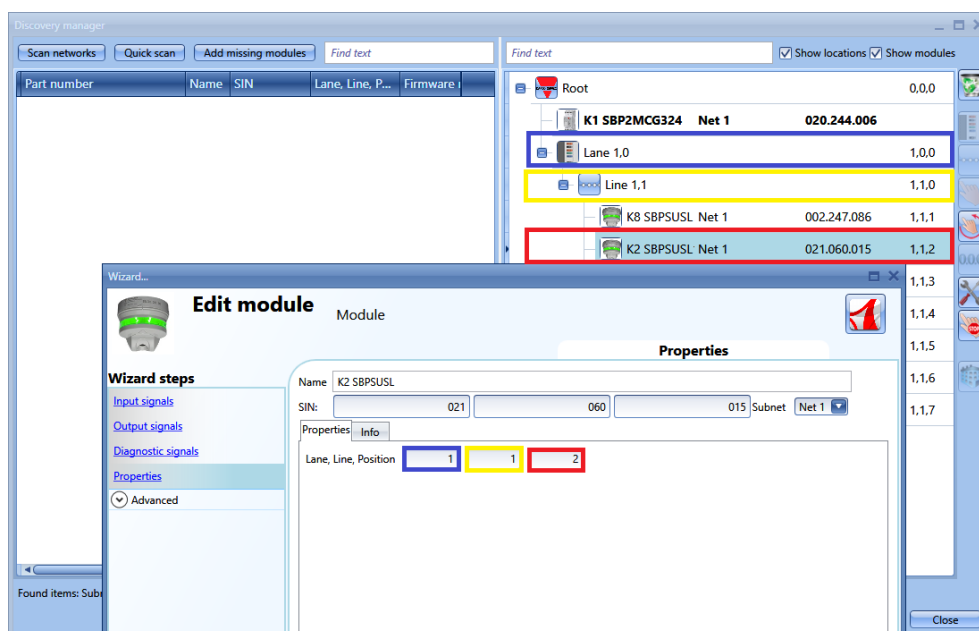 Discovery manager
Scan networks Quick scan Add missing modules Find text
Find text Show locations Show modules
Part number Name SIN Lane, Line, P... Firmware
Root 0,0,0
K1 SBP2MCG324 Net 1 020.244.006
Lane 1,0 1,0,0
Line 1,1 1,1,0
K8 SBPSUSL Net 1 002.247.086 1,1,1
K2 SBPSUSL Net 1 021.060.015 1,1,2
1,1,3
1,1,4
1,1,5
1,1,6
1,1,7
Wizard...
Edit module Module
Properties
Wizard steps
Input signals
Output signals
Diagnostic signals
Properties
Advanced
Name K2 SBPSUSL
SIN: 021 060 015 Subnet Net 1
Properties Info
Lane, Line, Position 1 1 2
Found items: Sub
Close